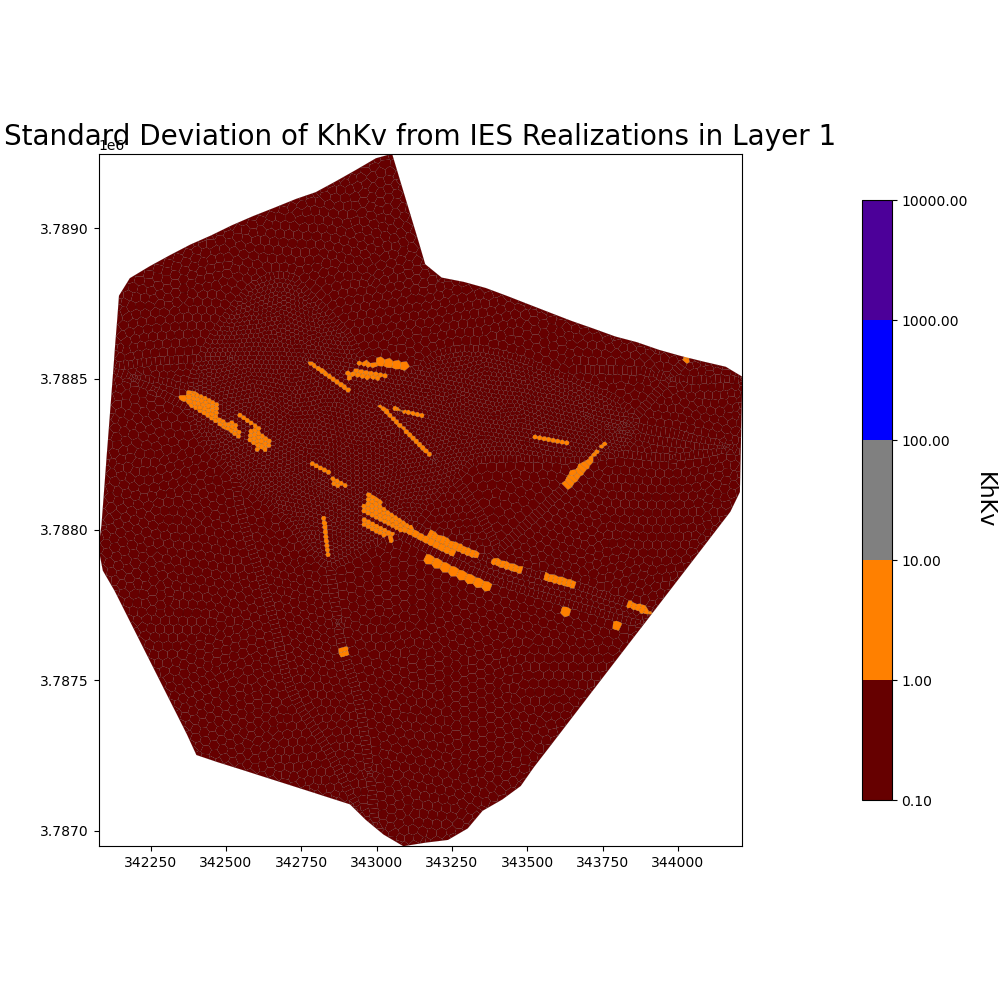 Standard Deviation of KhKv from IES Realizations in Layer 1
1e6
3.7890
3.7885
3.7880
3.7875
3.7870
342250 342500 342750 343000 343250 343500 343750 344000
10000.00
1000.00
100.00
10.00
1.00
0.10
KhKv